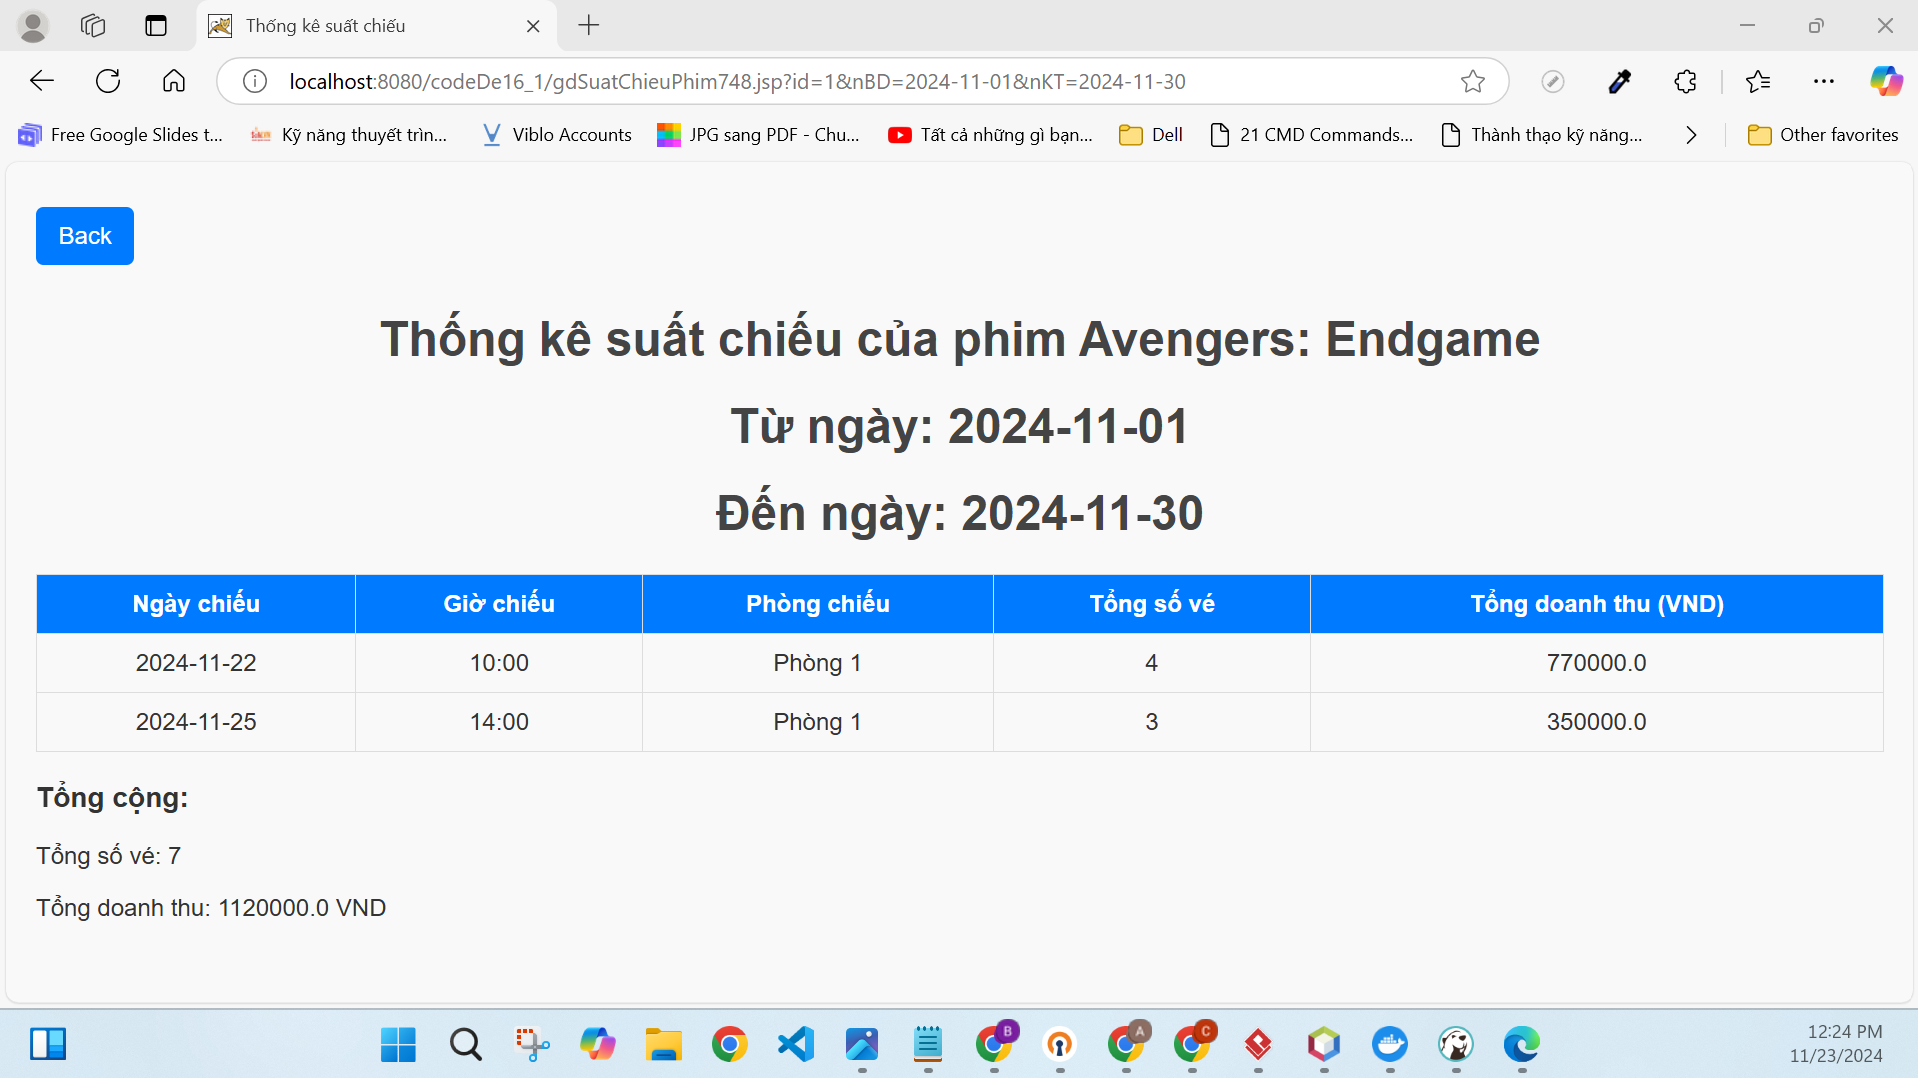 Thống kê suất chiếu
localhost:8080/codeDe16_1/gdSuatChieuPhim748.jsp?id=1&nBD=2024-11-01&nKT=2024-11-30
Free Google Slides t... Kỹ năng thuyết trìn... Viblo Accounts JPG sang PDF - Chu... Tất cả những gì bạn... Dell 21 CMD Commands... Thành thạo kỹ năng... Other favorites
Back
Thống kê suất chiếu của phim Avengers: Endgame
Từ ngày: 2024-11-01
Đến ngày: 2024-11-30
Ngày chiếu Giờ chiếu Phòng chiếu Tổng số vé Tổng doanh thu (VND)
2024-11-22 10:00 Phòng 1 4 770000.0
2024-11-25 14:00 Phòng 1 3 350000.0
Tổng cộng:
Tổng số vé: 7
Tổng doanh thu: 1120000.0 VND
B A C
12:24 PM
11/23/2024